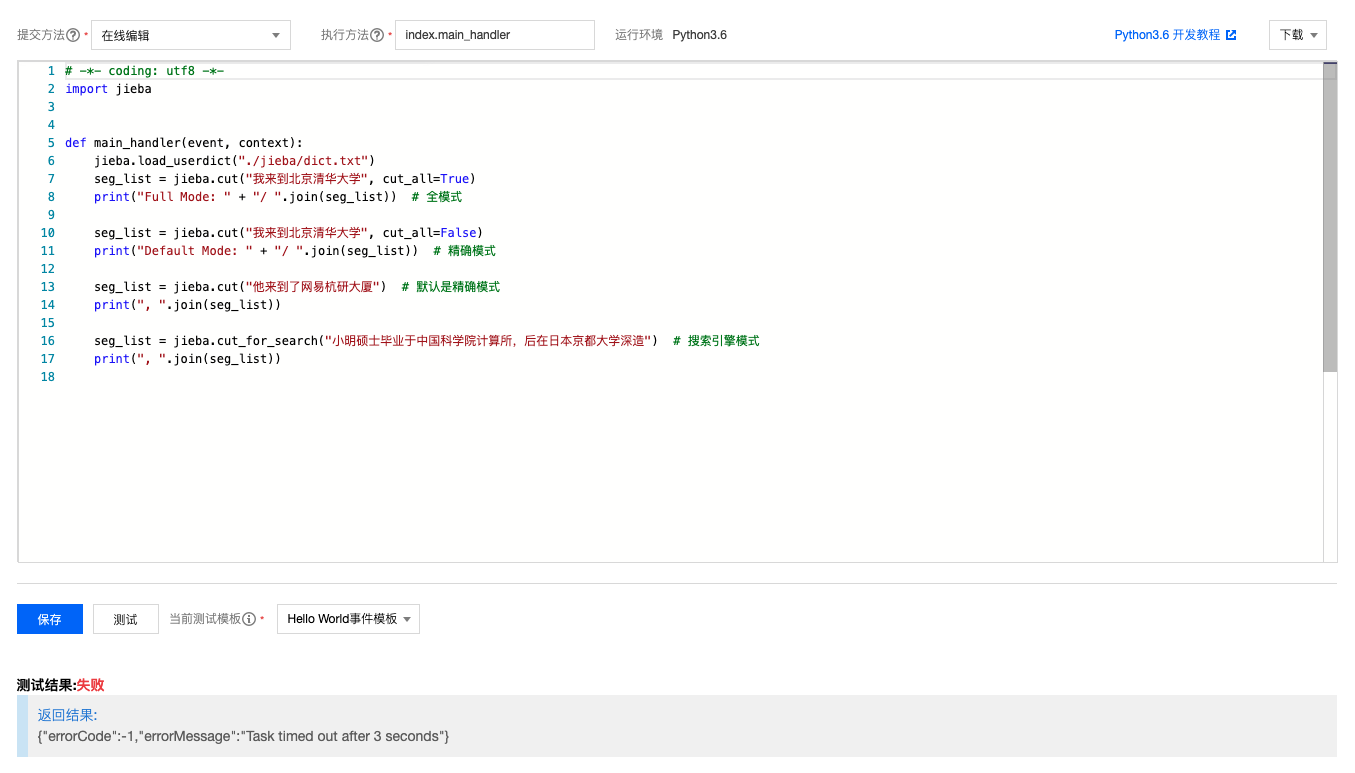 提交方法 * 在线编辑 执行方法 * index.main_handler 运行环境 Python3.6 Python3.6 开发教程 下载
1 # -*- coding: utf8 -*-
2 import jieba
3
4
5 def main_handler(event, context):
6     jieba.load_userdict("./jieba/dict.txt")
7     seg_list = jieba.cut("我来到北京清华大学", cut_all=True)
8     print("Full Mode: " + "/ ".join(seg_list))  # 全模式
9
10     seg_list = jieba.cut("我来到北京清华大学", cut_all=False)
11     print("Default Mode: " + "/ ".join(seg_list))  # 精确模式
12
13     seg_list = jieba.cut("他来到了网易杭研大厦")  # 默认是精确模式
14     print(", ".join(seg_list))
15
16     seg_list = jieba.cut_for_search("小明硕士毕业于中国科学院计算所，后在日本京都大学深造")  # 搜索引擎模式
17     print(", ".join(seg_list))
18
保存 测试 当前测试模板 * Hello World事件模板
测试结果:失败
返回结果:
{"errorCode":-1,"errorMessage":"Task timed out after 3 seconds"}